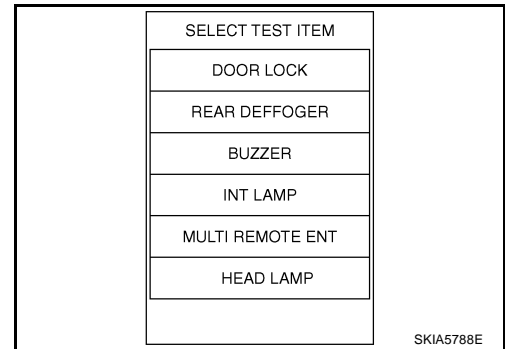 SELECT TEST ITEM
DOOR LOCK
REAR DEFFOGER
BUZZER
INT LAMP
MULTI REMOTE ENT
HEAD LAMP
SKIA5788E